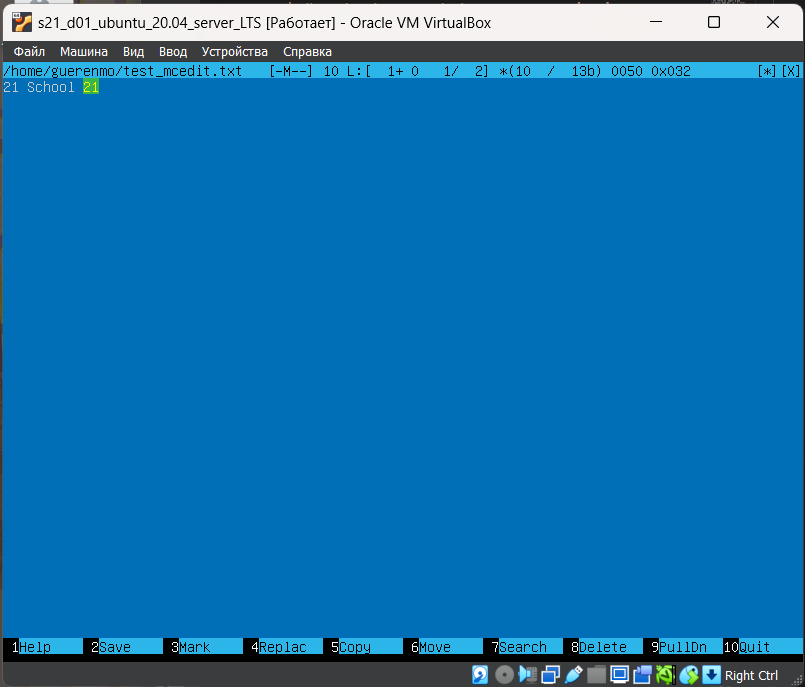 s21_d01_ubuntu_20.04_server_LTS [Работает] - Oracle VM VirtualBox
Файл Машина Вид Ввод Устройства Справка
/home/guerenmo/test_mcedit.txt [-M--] 10 L:[ 1+ 0 1/ 2] *(10 / 13b) 0050 0x032 [*][X]
21 School 21
1Help 2Save 3Mark 4Replac 5Copy 6Move 7Search 8Delete 9PullDn 10Quit
Right Ctrl